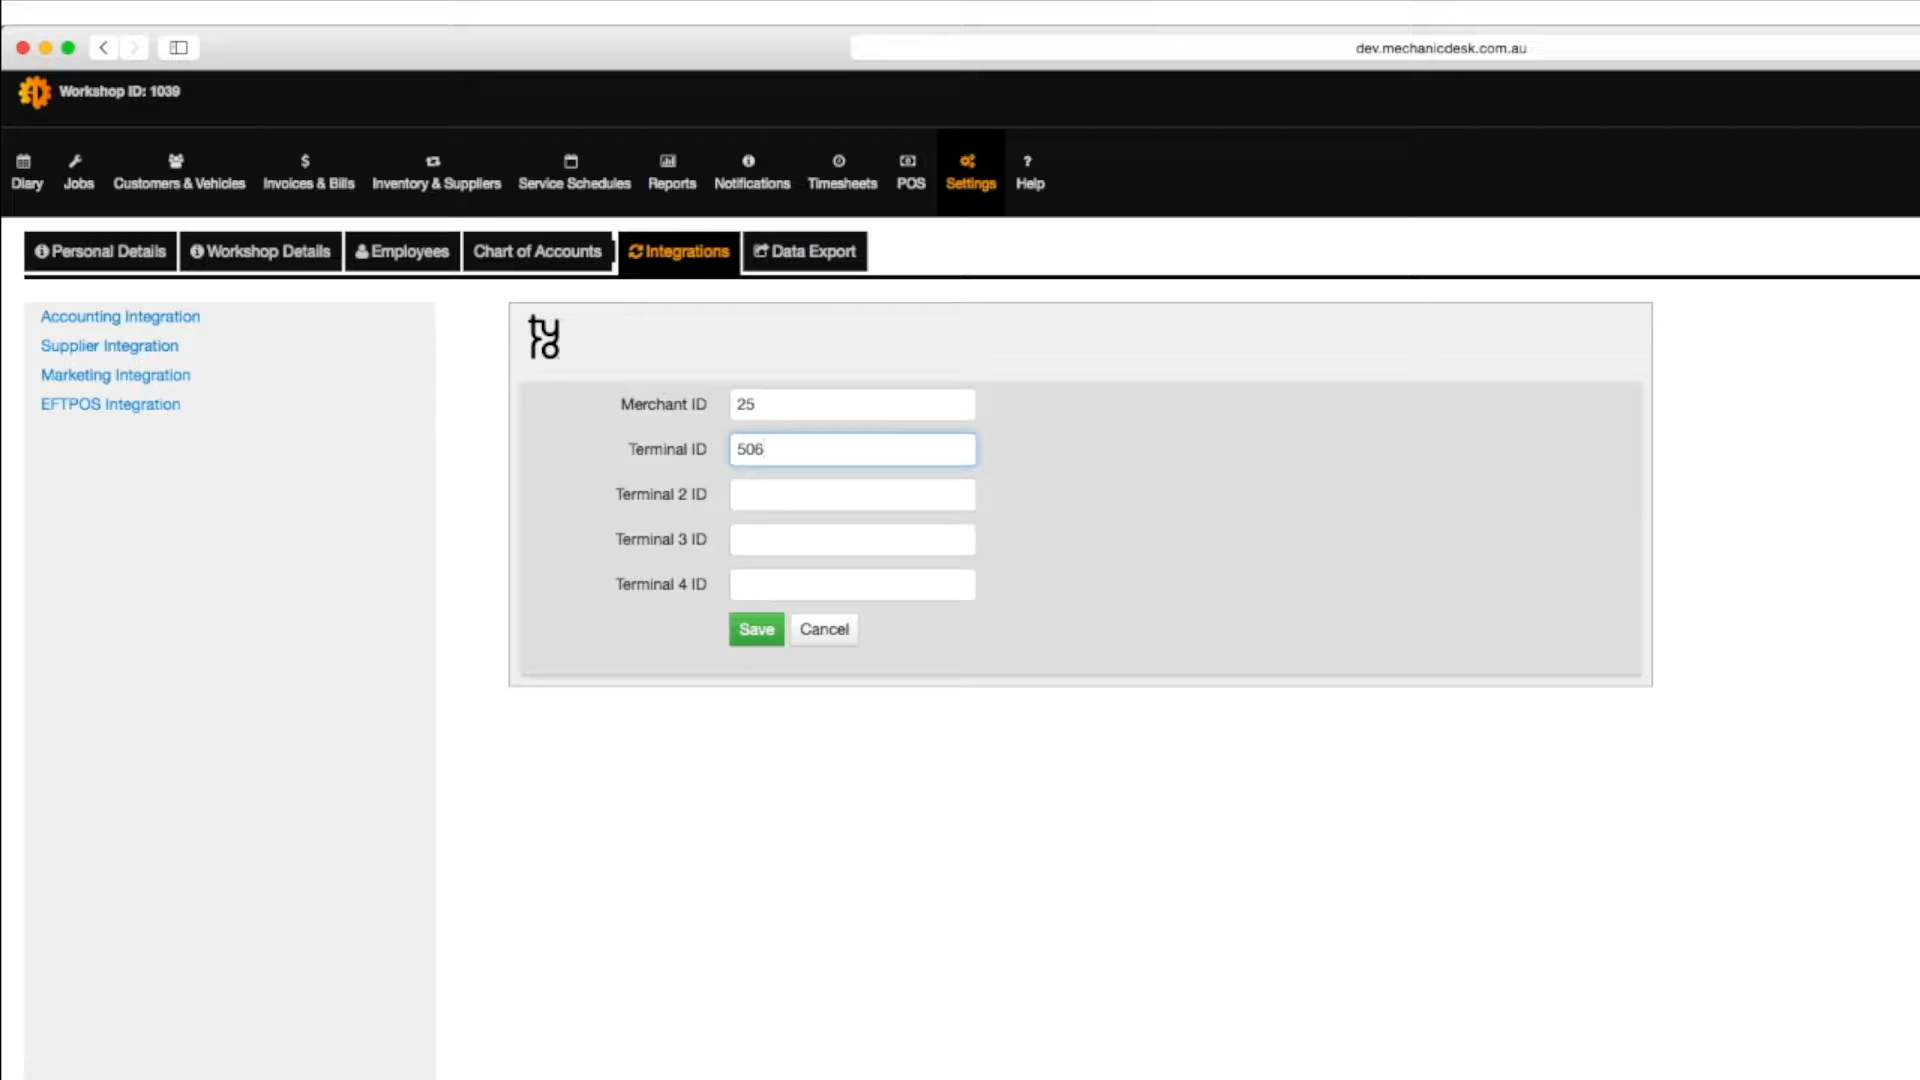 dev.mechanicdesk.com.au
Workshop ID: 1039
Diary Jobs Customers & Vehicles Invoices & Bills Inventory & Suppliers Service Schedules Reports Notifications Timesheets POS Settings Help
Personal Details Workshop Details Employees Chart of Accounts Integrations Data Export
Accounting Integration
Supplier Integration
Marketing Integration
EFTPOS Integration
tyro
Merchant ID 25
Terminal ID 506
Terminal 2 ID
Terminal 3 ID
Terminal 4 ID
Save Cancel